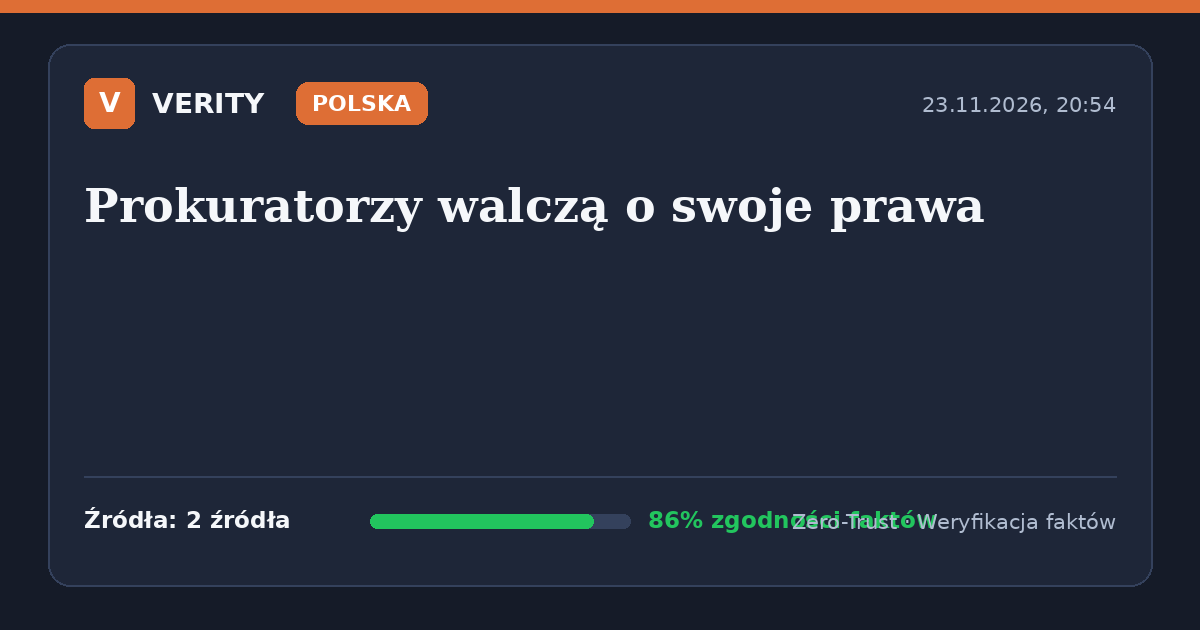 V VERITY POLSKA 23.11.2026, 20:54
Prokuratorzy walczą o swoje prawa
Źródła: 2 źródła 86% zgodności faktów Zero-Trust · Weryfikacja faktów